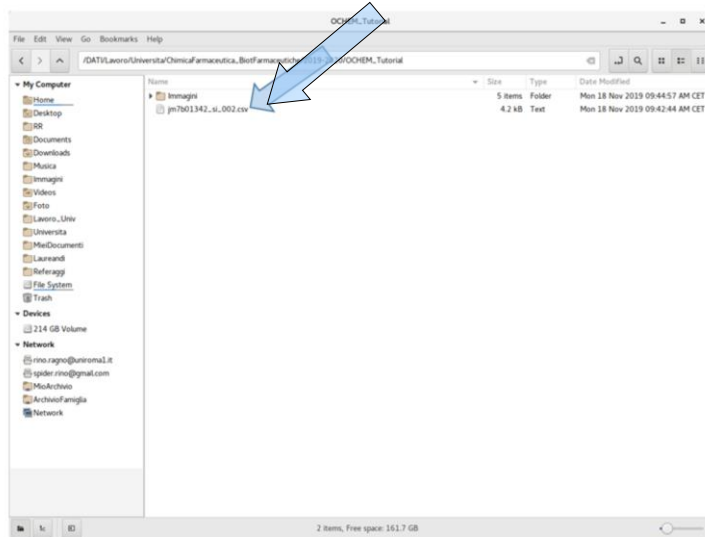 OCHEM_Tutorial
File Edit View Go Bookmarks Help
/DATI/Lavoro/Universita/ChimicaFarmaceutica_BiotFarmaceutiche /OCHEM_Tutorial
Name Size Type Date Modified
My Computer
Home
Desktop
RR
Documents
Downloads
Musica
Immagini
Videos
Foto
Lavoro_Univ
Universita
MieiDocumenti
Laureandi
Referaggi
File System
Trash
Devices
214 GB Volume
Network
rino.ragno@uniroma1.it
spider.rino@gmail.com
MioArchivio
ArchivioFamiglia
Network
Immagini 5 items Folder Mon 18 Nov 2019 09:44:57 AM CET
jm7b01342_si_002.csv 4.2 kB Text Mon 18 Nov 2019 09:42:44 AM CET
2 items, Free space: 161.7 GB